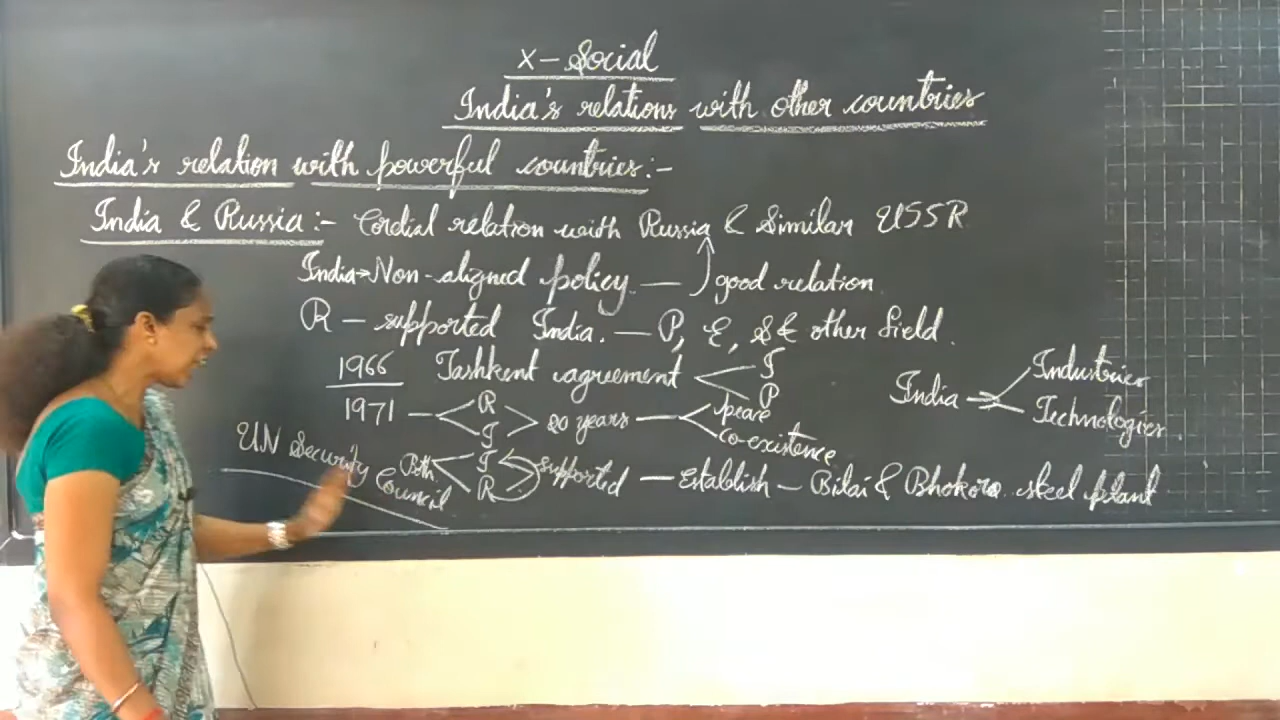 X - Social
India's relations with other countries
India's relation with powerful countries:-
India & Russia:- Cordial relation with Russia & Similar USSR
India→Non-aligned policy — good relation
R - supported India. — P, E, S & other field.
1966 Tashkent agreement I P
India Industries Technologies
1971 — R I 20 years — peace co-existence
UN Security Council
Both I R supported — Establish - Bilai & Bhokoro steel plant